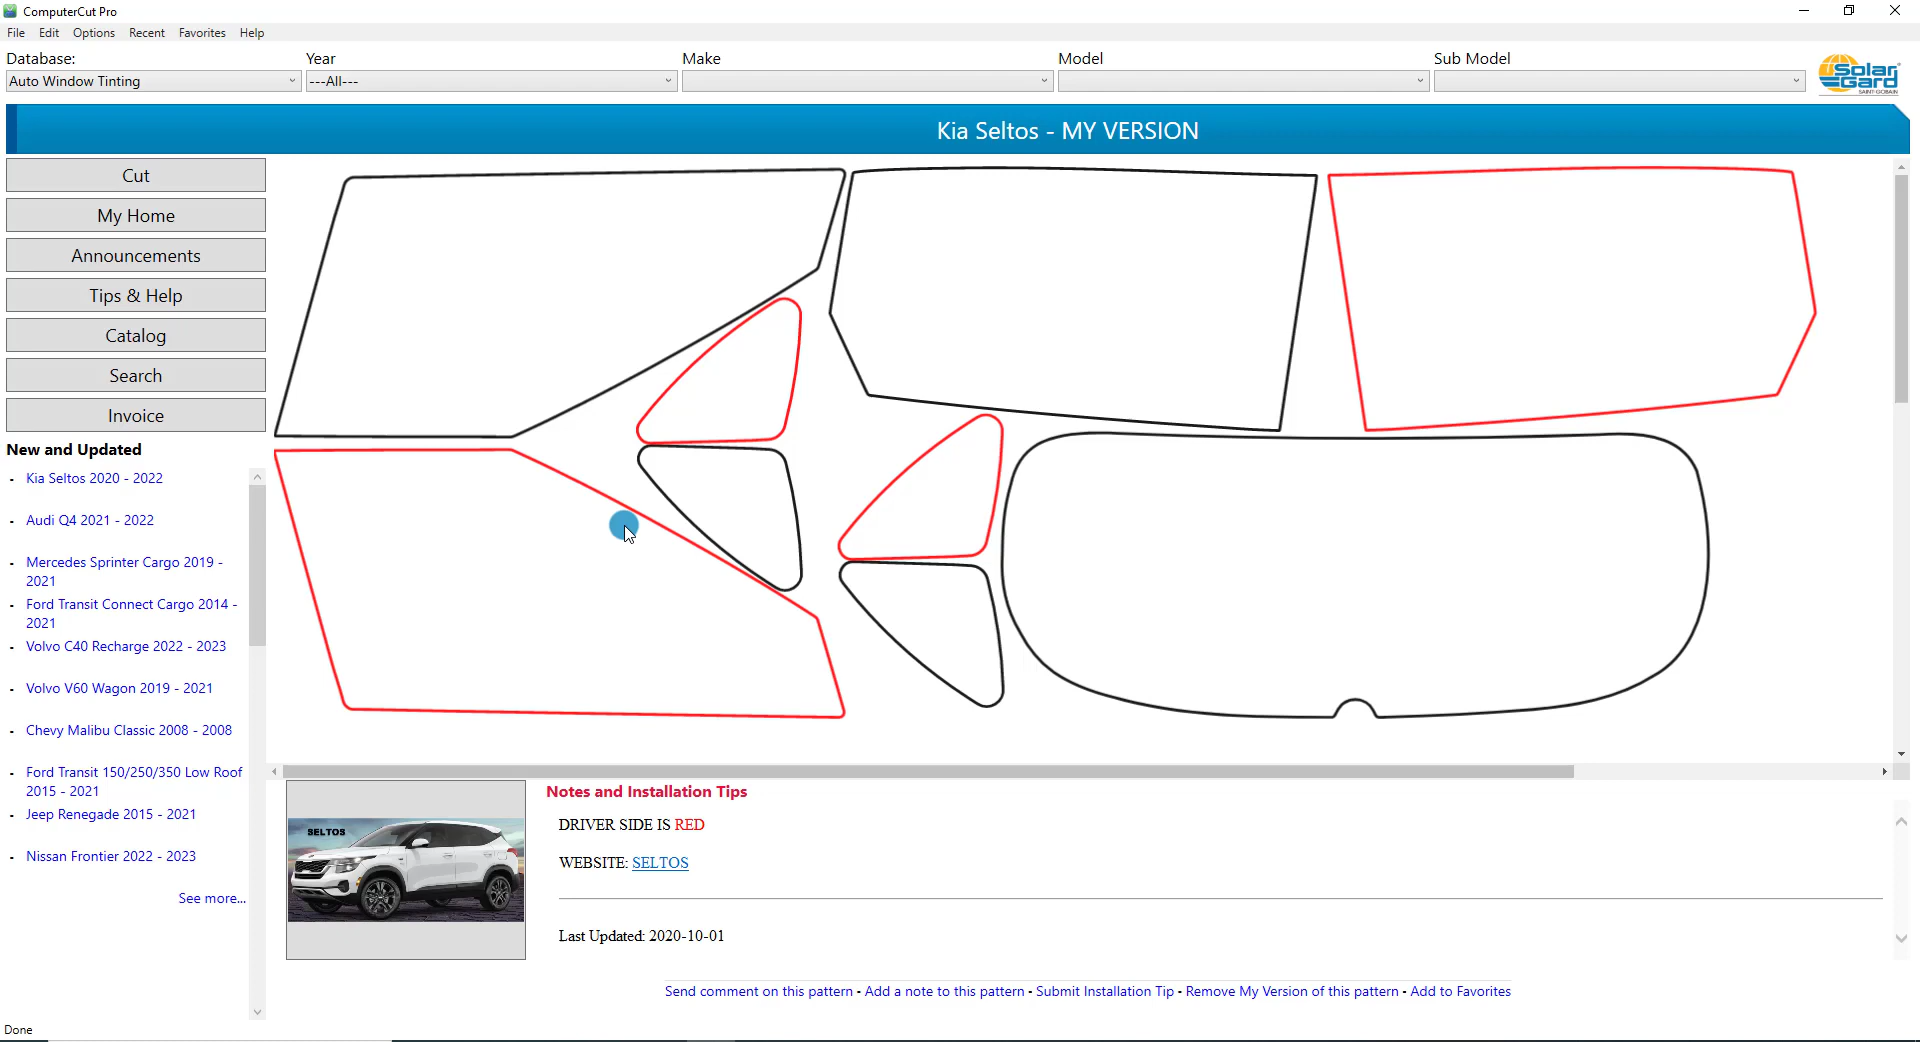 ComputerCut Pro
File Edit Options Recent Favorites Help
Database: Year Make Model Sub Model
Auto Window Tinting ---All---
Solar Gard
SAINT-GOBAIN
Kia Seltos - MY VERSION
Cut
My Home
Announcements
Tips & Help
Catalog
Search
Invoice
New and Updated
- Kia Seltos 2020 - 2022
- Audi Q4 2021 - 2022
- Mercedes Sprinter Cargo 2019 -
2021
- Ford Transit Connect Cargo 2014 -
2021
- Volvo C40 Recharge 2022 - 2023
- Volvo V60 Wagon 2019 - 2021
- Chevy Malibu Classic 2008 - 2008
- Ford Transit 150/250/350 Low Roof
2015 - 2021
- Jeep Renegade 2015 - 2021
- Nissan Frontier 2022 - 2023
See more...
SELTOS
Notes and Installation Tips
DRIVER SIDE IS RED
WEBSITE: SELTOS
Last Updated: 2020-10-01
Send comment on this pattern • Add a note to this pattern • Submit Installation Tip • Remove My Version of this pattern • Add to Favorites
Done